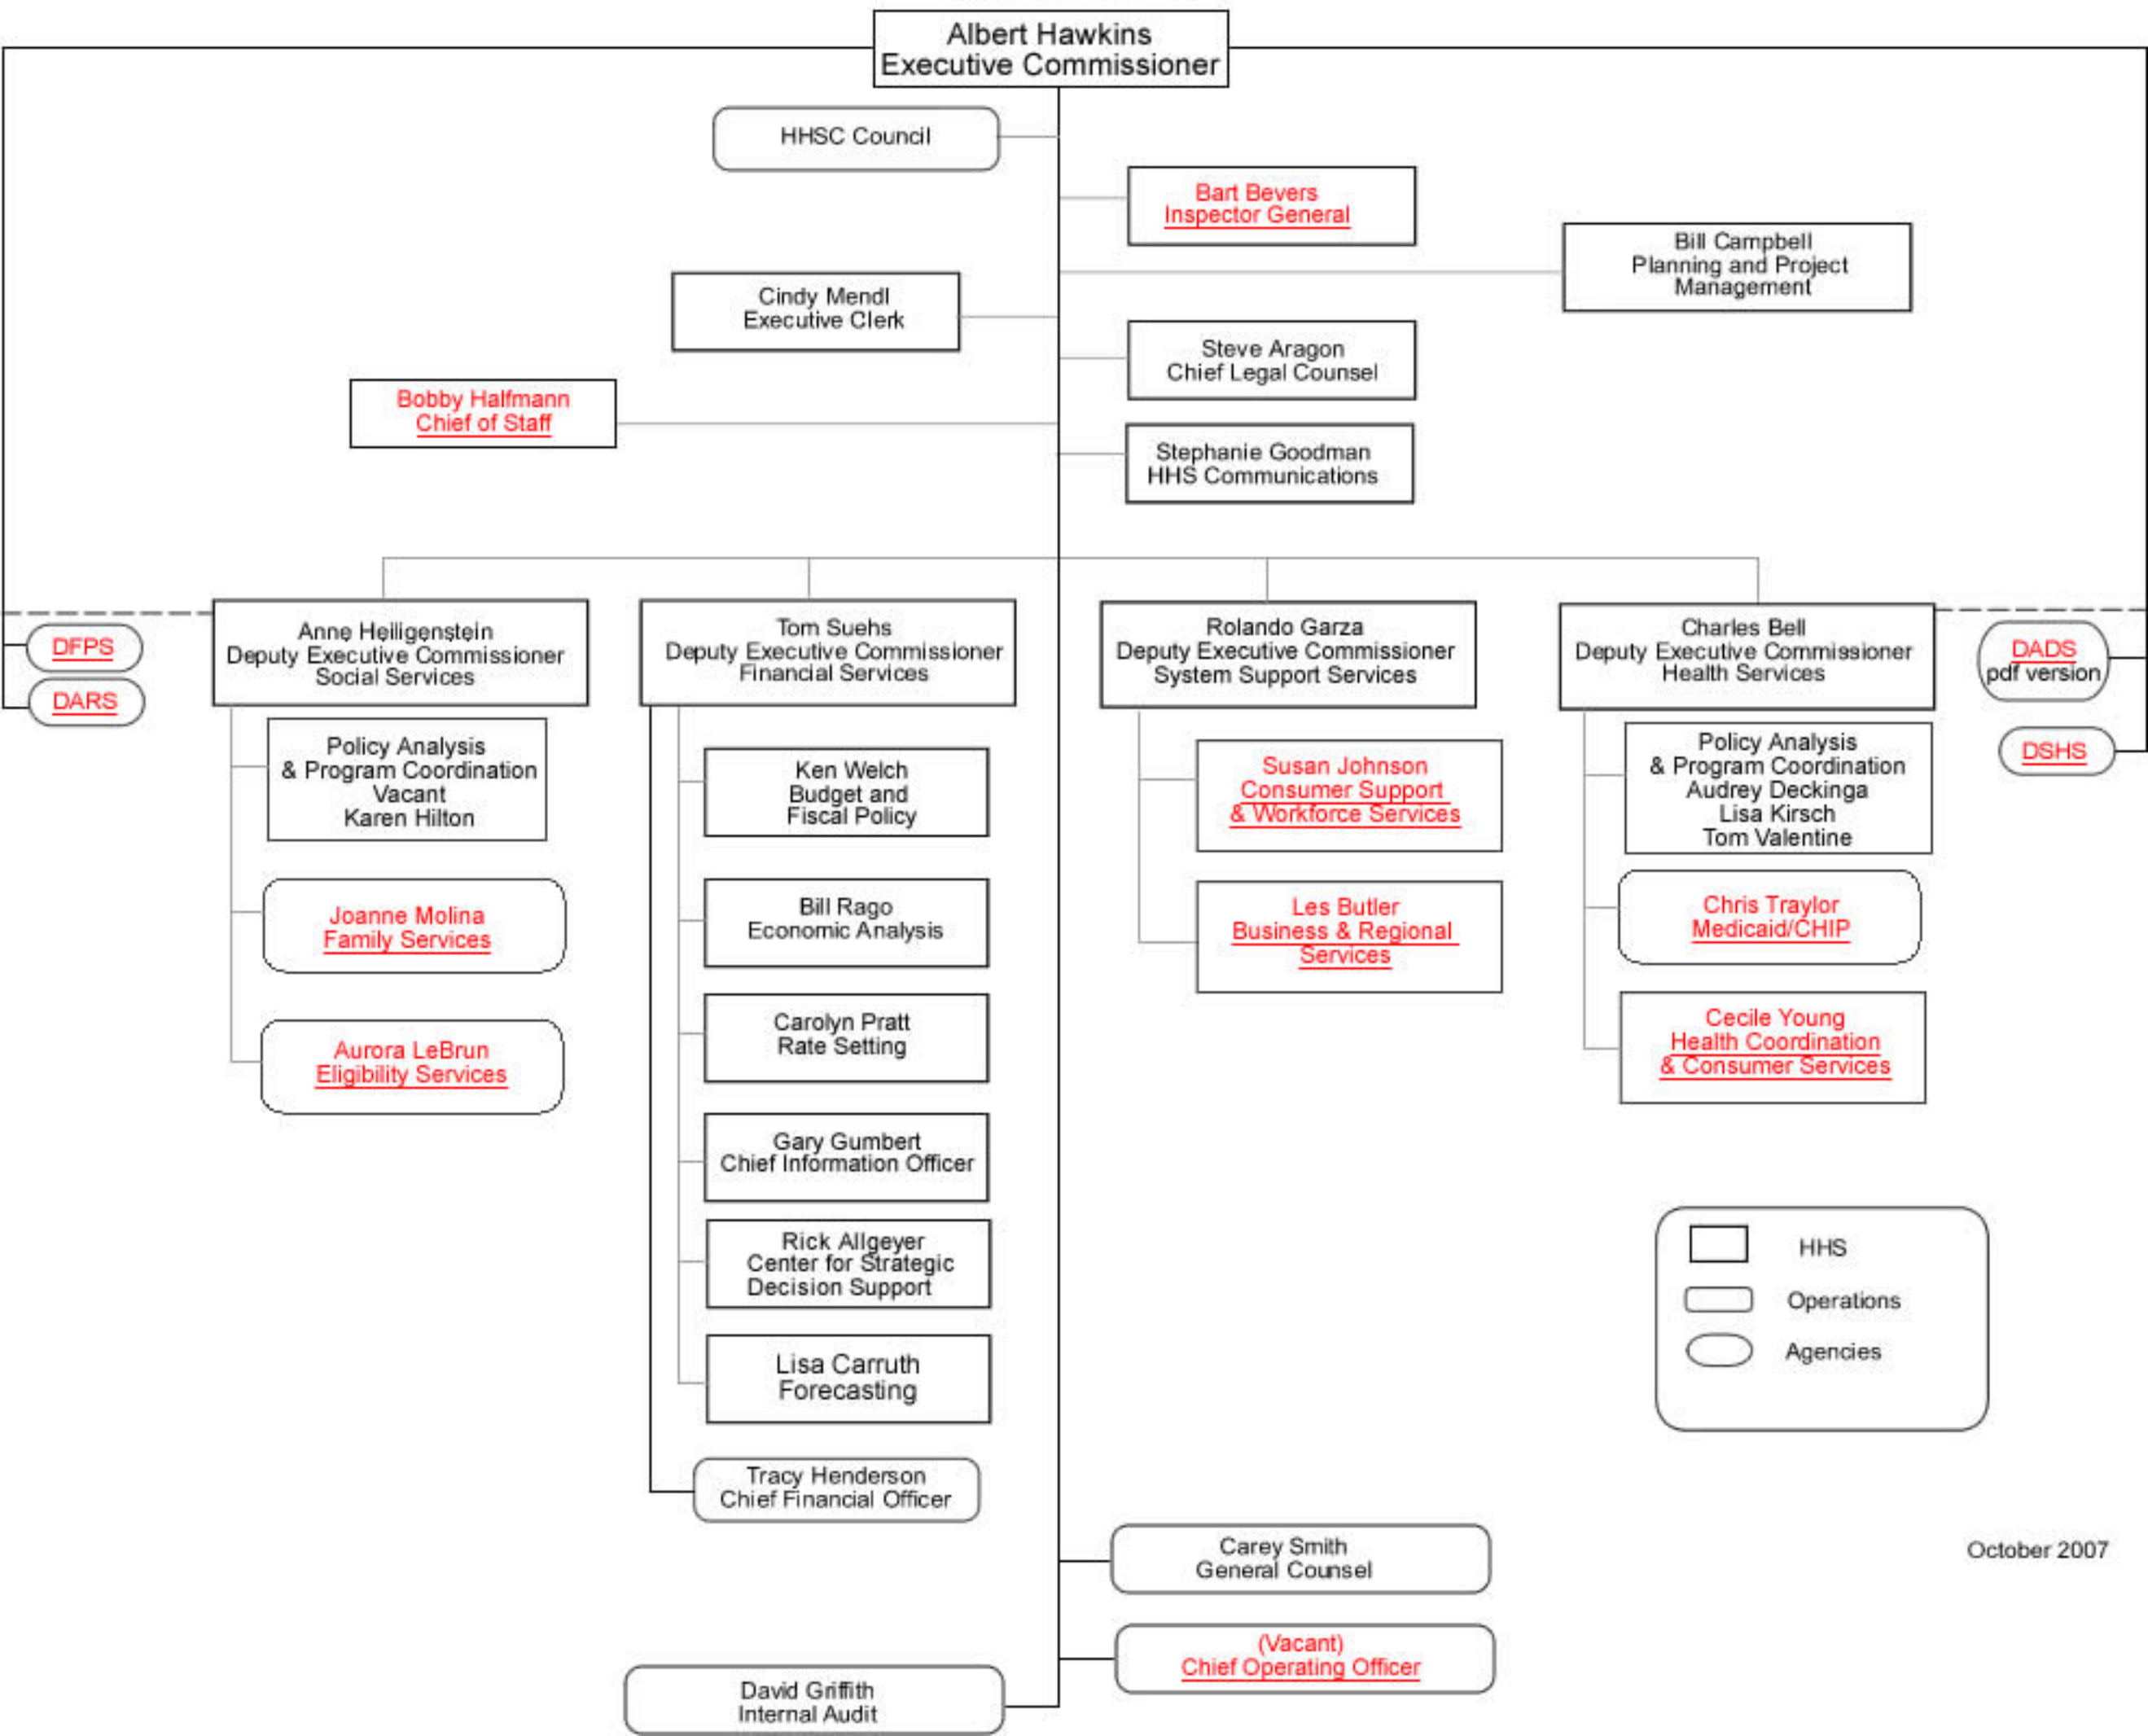 Albert Hawkins
Executive Commissioner
HHSC Council
Bart Bevers
Inspector General
Bill Campbell
Planning and Project
Management
Cindy Mendl
Executive Clerk
Steve Aragon
Chief Legal Counsel
Bobby Halfmann
Chief of Staff
Stephanie Goodman
HHS Communications
DFPS
DARS
Anne Heiligenstein
Deputy Executive Commissioner
Social Services
Policy Analysis
& Program Coordination
Vacant
Karen Hilton
Joanne Molina
Family Services
Aurora LeBrun
Eligibility Services
Tom Suehs
Deputy Executive Commissioner
Financial Services
Ken Welch
Budget and
Fiscal Policy
Bill Rago
Economic Analysis
Carolyn Pratt
Rate Setting
Gary Gumbert
Chief Information Officer
Rick Allgeyer
Center for Strategic
Decision Support
Lisa Carruth
Forecasting
Tracy Henderson
Chief Financial Officer
Rolando Garza
Deputy Executive Commissioner
System Support Services
Susan Johnson
Consumer Support
& Workforce Services
Les Butler
Business & Regional
Services
Charles Bell
Deputy Executive Commissioner
Health Services
Policy Analysis
& Program Coordination
Audrey Deckinga
Lisa Kirsch
Tom Valentine
Chris Traylor
Medicaid/CHIP
Cecile Young
Health Coordination
& Consumer Services
DADS
pdf version
DSHS
HHS
Operations
Agencies
Carey Smith
General Counsel
(Vacant)
Chief Operating Officer
David Griffith
Internal Audit
October 2007